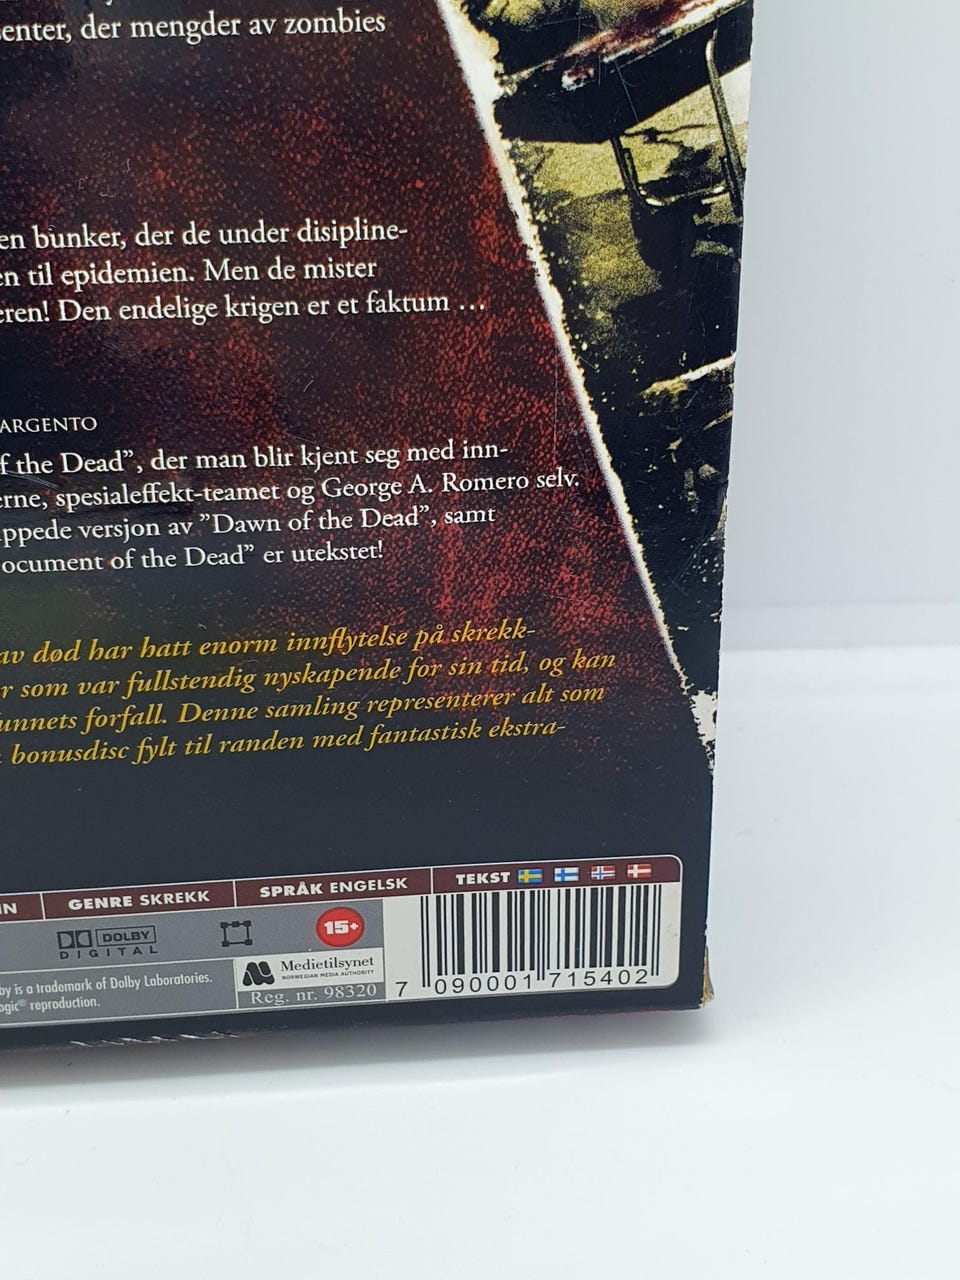 senter, der mengder av zombies
en bunker, der de under disipline-
en til epidemien. Men de mister
eren! Den endelige krigen er et faktum ...
ARGENTO
f the Dead", der man blir kjent seg med inn-
erne, spesialeffekt-teamet og George A. Romero selv.
ppede versjon av "Dawn of the Dead", samt
ocument of the Dead" er utekstet!
av død har hatt enorm innflytelse på skrekk-
r som var fullstendig nyskapende for sin tid, og kan
unnets forfall. Denne samling representerer alt som
bonusdisc fylt til randen med fantastisk ekstra-
IN GENRE SKREKK SPRÅK ENGELSK TEKST
DOLBY
DIGITAL
15+
by is a trademark of Dolby Laboratories.
ogic® reproduction.
Medietilsynet
NORWEGIAN MEDIA AUTHORITY
Reg. nr. 98320
7 090001 715402